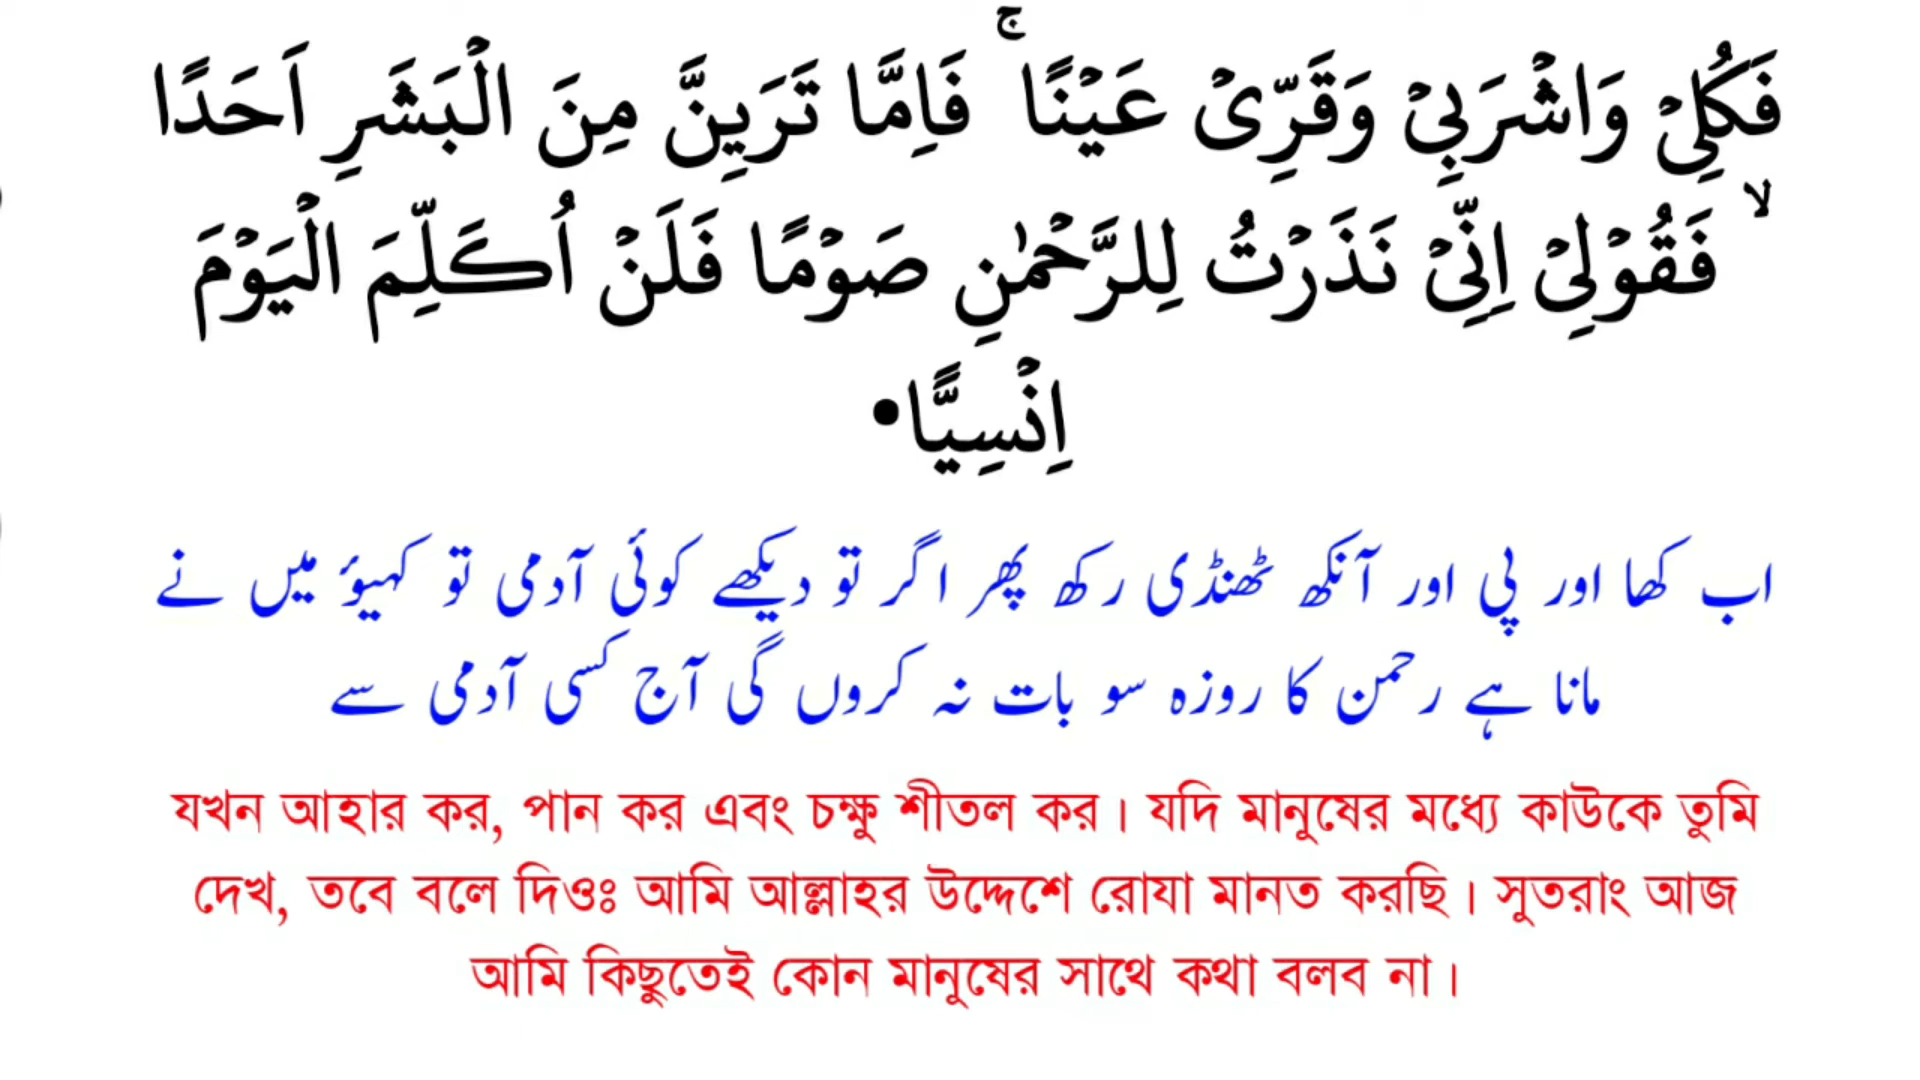 فَكُلِيۡ وَاشۡرَبِيۡ وَقَرِّىۡ عَيۡنًا ۚ فَاِمَّا تَرَيِنَّ مِنَ الۡبَشَرِ اَحَدًا
ۙ فَقُوۡلِيۡۤ اِنِّىۡ نَذَرۡتُ لِلرَّحۡمٰنِ صَوۡمًا فَلَنۡ اُكَلِّمَ الۡيَوۡمَ
اِنۡسِيًّا•
اب کھا اور پی اور آنکھ ٹھنڈی رکھ پھر اگر تو دیکھے کوئی آدمی تو کہیؤ میں نے
مانا ہے رحمن کا روزہ سو بات نہ کروں گی آج کسی آدمی سے
যখন আহার কর, পান কর এবং চক্ষু শীতল কর। যদি মানুষের মধ্যে কাউকে তুমি
দেখ, তবে বলে দিওঃ আমি আল্লাহর উদ্দেশে রোযা মানত করছি। সুতরাং আজ
আমি কিছুতেই কোন মানুষের সাথে কথা বলব না।